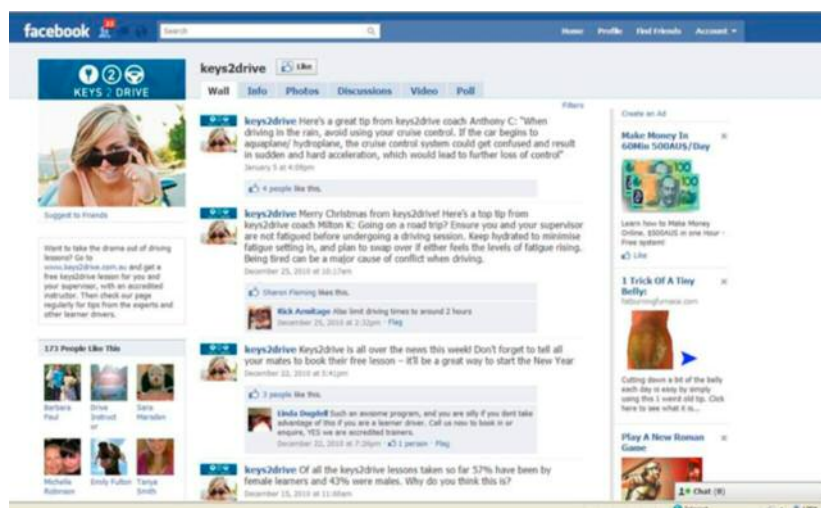 facebook
Search
Home Profile Find Friends Account
KEYS 2 DRIVE
keys2drive Like
Wall Info Photos Discussions Video Poll
Filters
keys2drive Here's a great tip from keys2drive coach Anthony C: "When
driving in the rain, avoid using your cruise control. If the car begins to
aquaplane/ hydroplane, the cruise control system could get confused and result
in sudden and hard acceleration, which would lead to further loss of control"
January 5 at 4:09pm
4 people like this.
keys2drive Merry Christmas from keys2drive! Here's a top tip from
keys2drive coach Milton K: Going on a road trip? Ensure you and your supervisor
are not fatigued before undergoing a driving session. Keep hydrated to minimise
fatigue setting in, and plan to swap over if either feels the levels of fatigue rising.
Being tired can be a major cause of conflict when driving.
December 25, 2010 at 10:17am
Sharon Fleming likes this.
Rick Armitage Also limit driving times to around 2 hours
December 25, 2010 at 2:32pm · Flag
keys2drive Keys2drive is all over the news this week! Don't forget to tell all
your mates to book their free lesson – it'll be a great way to start the New Year
December 22, 2010 at 5:41pm
3 people like this.
Linda Dugdell Such an awsome program, and you are silly if you dont take
advantage of this if you are a learner driver. Call us now to book in or
enquire, YES we are accredited trainers.
December 22, 2010 at 7:26pm · 1 person · Flag
keys2drive Of all the keys2drive lessons taken so far 57% have been by
female learners and 43% were males. Why do you think this is?
December 15, 2010 at 11:00am
Suggest to Friends
Want to take the drama out of driving
lessons? Go to
www.keys2drive.com.au and get a
free keys2drive lesson for you and
your supervisor, with an accredited
instructor. Then check our page
regularly for tips from the experts and
other learner drivers.
173 People Like This
Barbara
Paul
Drive
Instruct
or
Sara
Marsden
Michelle
Robinson
Emily Fulton
Tanya
Smith
Create an Ad
Make Money In
60Min 500AU$/Day
Learn how to Make Money
Online. $500AUS in one Hour -
Free system!
Like
1 Trick Of A Tiny
Belly:
fatburningfurnace.com
Cutting down a bit of the belly
each day is easy by simply
using this 1 weird old tip. Click
here to see what it is...
Play A New Roman
Game
Chat (8)